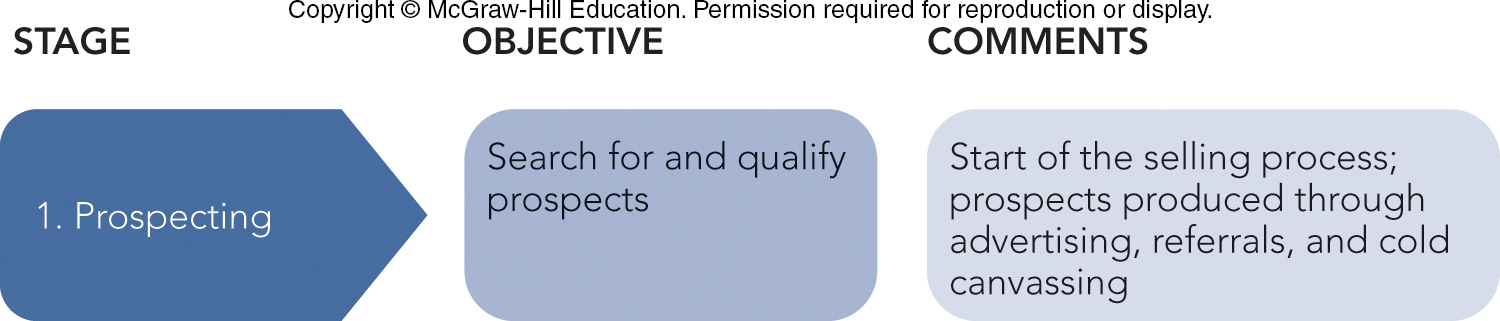 Copyright © McGraw-Hill Education. Permission required for reproduction or display.
STAGE
OBJECTIVE
COMMENTS
1. Prospecting
Search for and qualify
prospects
Start of the selling process;
prospects produced through
advertising, referrals, and cold
canvassing